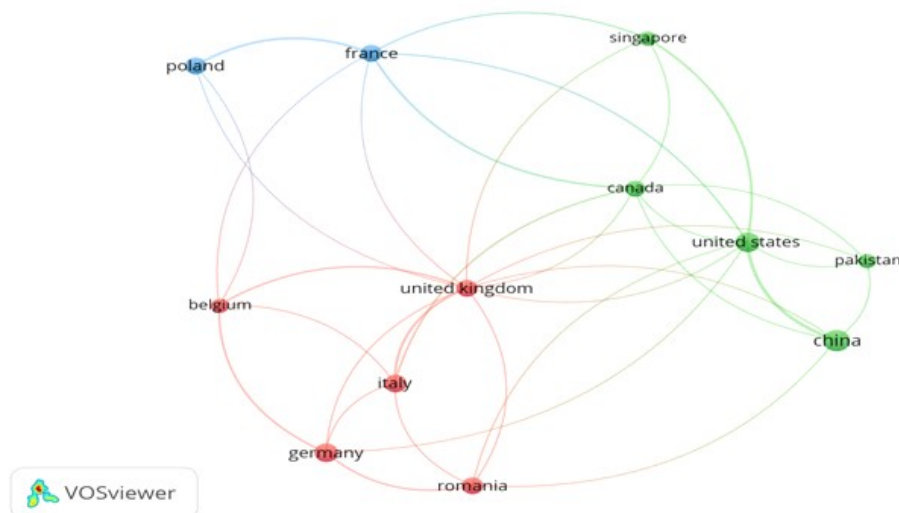 singapore
france
poland
canada
united states
pakistan
united kingdom
belgium
china
italy
germany
romania
VOSviewer